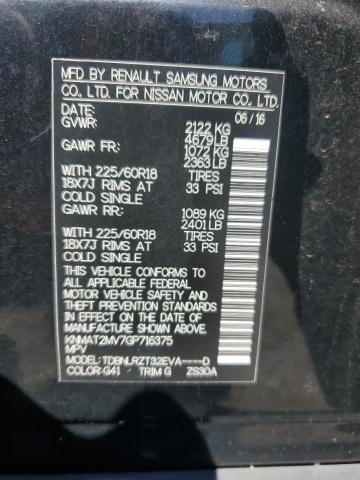 MFD BY RENAULT SAMSUNG MOTORS
CO., LTD. FOR NISSAN MOTOR CO., LTD.
DATE: 06/16
GVWR: 2122 KG
4679 LB
GAWR FR: 1072 KG
2363 LB
WITH 225/60R18 TIRES
18X7J RIMS AT 33 PSI
COLD SINGLE
GAWR RR: 1089 KG
2401 LB
WITH 225/60R18 TIRES
18X7J RIMS AT 33 PSI
COLD SINGLE
THIS VEHICLE CONFORMS TO
ALL APPLICABLE FEDERAL
MOTOR VEHICLE SAFETY, BUMPER,
AND THEFT PREVENTION STANDARDS
IN EFFECT ON THE DATE OF
MANUFACTURE SHOWN ABOVE.
KNMAT2MV7GP716375
MPV
MODEL: TDBNLRZT32EVA----D
COLOR: G41 TRIM: G ZS30A